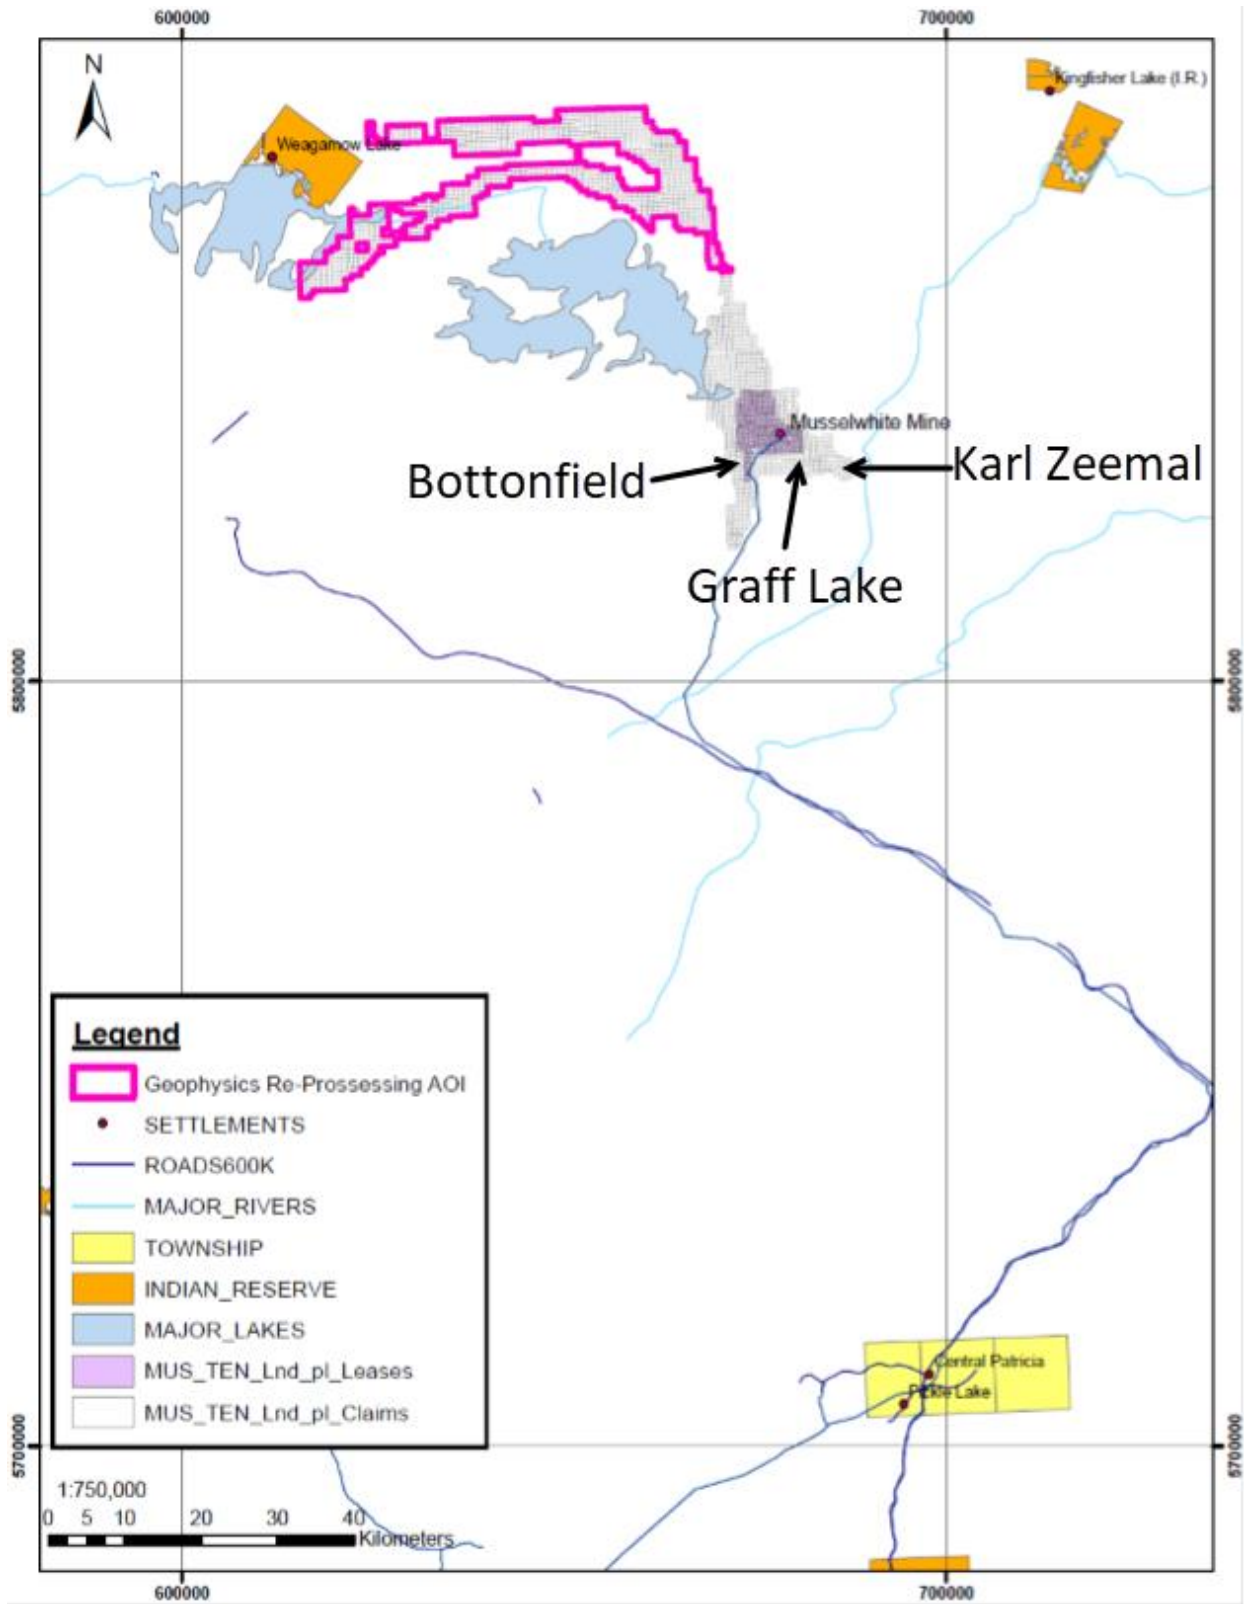 600000
700000
N
Kingfisher Lake (I.R.)
Weagamow Lake
Musselwhite Mine
Bottonfield
Karl Zeemal
Graff Lake
5800000
5800000
Legend
Geophysics Re-Prossessing AOI
SETTLEMENTS
ROADS600K
MAJOR_RIVERS
TOWNSHIP
INDIAN_RESERVE
MAJOR_LAKES
MUS_TEN_Lnd_pl_Leases
MUS_TEN_Lnd_pl_Claims
Central Patricia
Pickle Lake
5700000
5700000
1:750,000
0 5 10 20 30 40
Kilometers
600000
700000